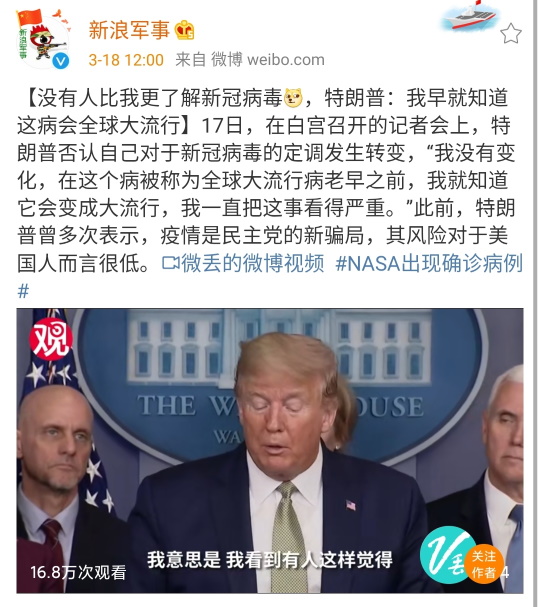 新浪军事
新浪军事
3-18 12:00 来自 微博 weibo.com
【没有人比我更了解新冠病毒，特朗普：我早就知道
这病会全球大流行】17日，在白宫召开的记者会上，特
朗普否认自己对于新冠病毒的定调发生转变，“我没有变
化，在这个病被称为全球大流行病老早之前，我就知道
它会变成大流行，我一直把这事看得严重。”此前，特朗
普曾多次表示，疫情是民主党的新骗局，其风险对于美
国人而言很低。微丢的微博视频 #NASA出现确诊病例
#
观
THE W OUSE
WA
我意思是 我看到有人这样觉得
16.8万次观看
V丢
关注
作者
4